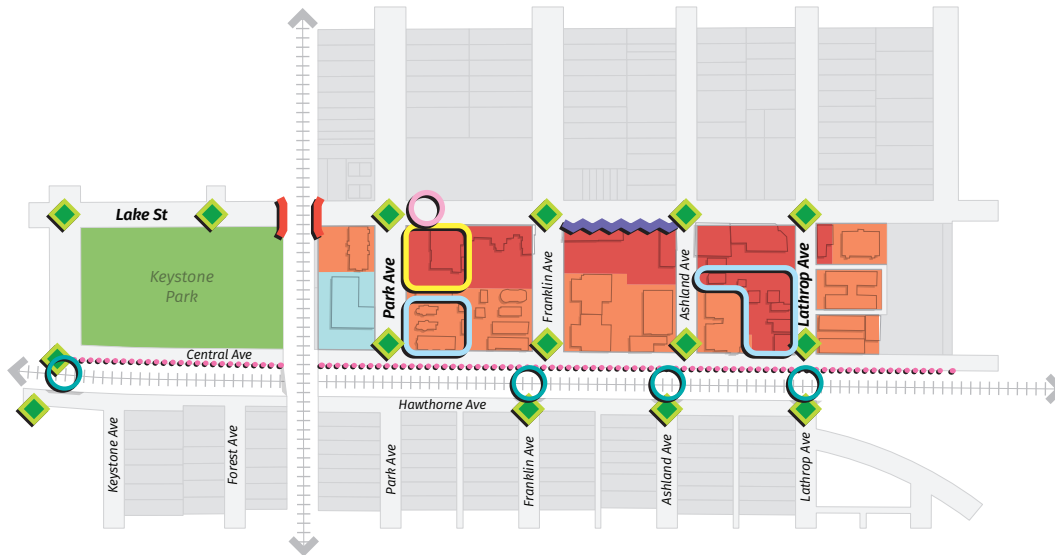 Lake St
Keystone
Park
Park Ave
Franklin Ave
Ashland Ave
Lathrop Ave
Central Ave
Hawthorne Ave
Keystone Ave
Forest Ave
Park Ave
Franklin Ave
Ashland Ave
Lathrop Ave